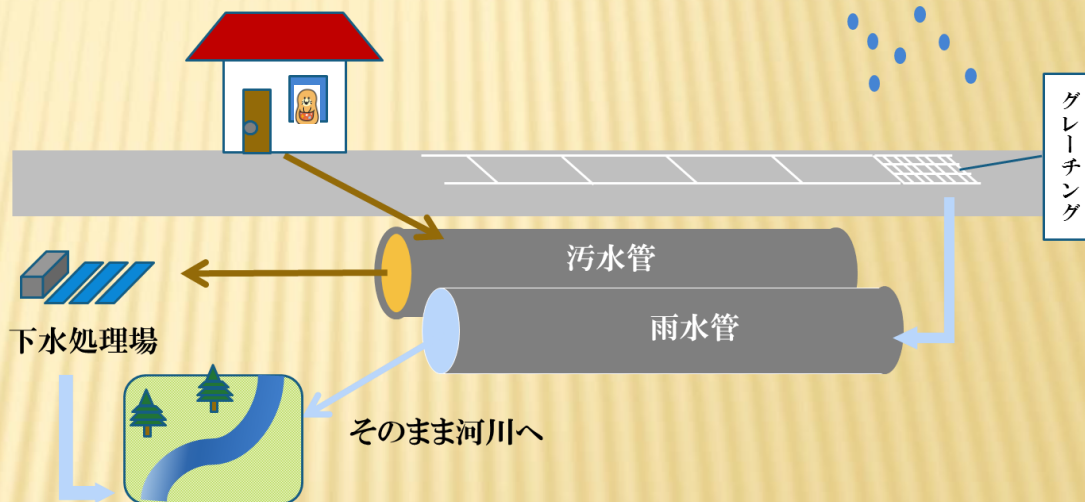 グレーチング
汚水管
雨水管
下水処理場
そのまま河川へ